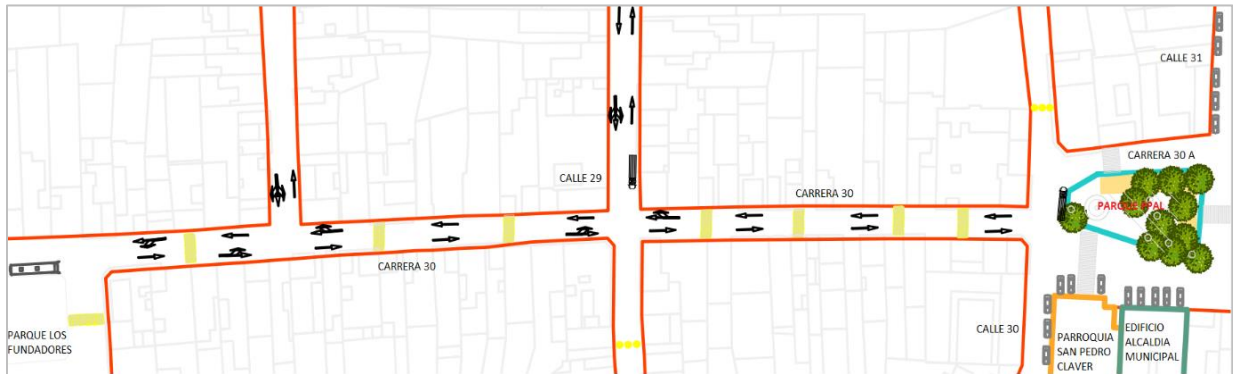 CALLE 31
CARRERA 30 A
CALLE 29
CARRERA 30
PARQUE PPAL
CARRERA 30
CALLE 30
PARQUE LOS
FUNDADORES
PARROQUIA
SAN PEDRO
CLAVER
EDIFICIO
ALCALDIA
MUNICIPAL